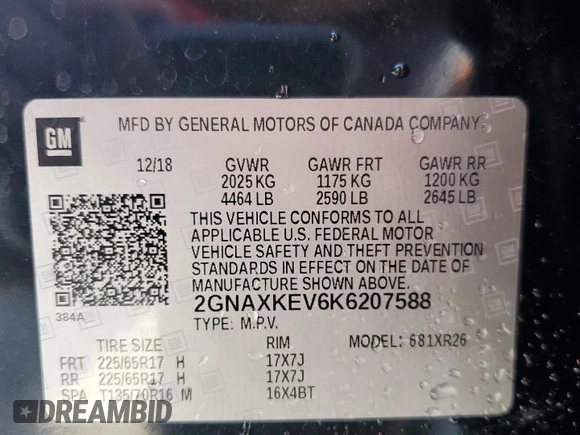 GM
MFD BY GENERAL MOTORS OF CANADA COMPANY
12/18 GVWR GAWR FRT GAWR RR
2025 KG 1175 KG 1200 KG
4464 LB 2590 LB 2645 LB
THIS VEHICLE CONFORMS TO ALL
APPLICABLE U.S. FEDERAL MOTOR
VEHICLE SAFETY AND THEFT PREVENTION
STANDARDS IN EFFECT ON THE DATE OF
MANUFACTURE SHOWN ABOVE.
384A
2GNAXKEV6K6207588
TYPE: M.P.V. MODEL: 681XR26
TIRE SIZE RIM
FRT 225/65R17 H 17X7J
RR 225/65R17 H 17X7J
SPA T135/70R16 M 16X4BT
DREAMBID